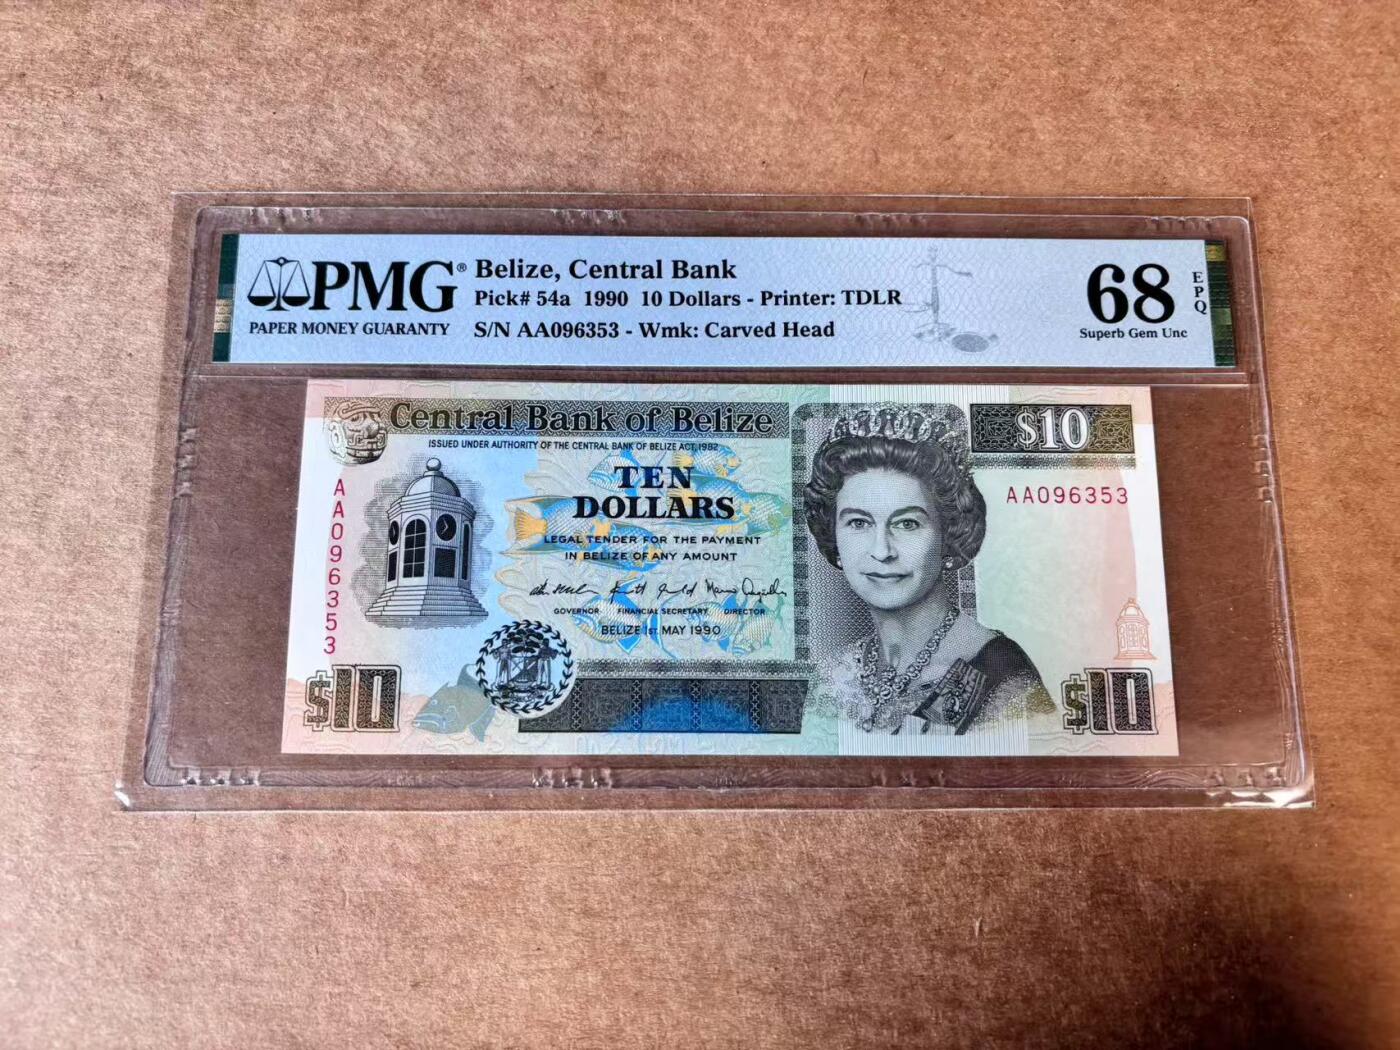 PMG®
PAPER MONEY GUARANTY
Belize, Central Bank
Pick# 54a 1990 10 Dollars - Printer: TDLR
S/N AA096353 - Wmk: Carved Head
68
EPQ
Superb Gem Unc
Central Bank of Belize
ISSUED UNDER AUTHORITY OF THE CENTRAL BANK OF BELIZE ACT, 1982
$10
AA096353
TEN
DOLLARS
AA096353
LEGAL TENDER FOR THE PAYMENT
IN BELIZE OF ANY AMOUNT
GOVERNOR FINANCIAL SECRETARY DIRECTOR
BELIZE 1ST MAY 1990
$10
$10